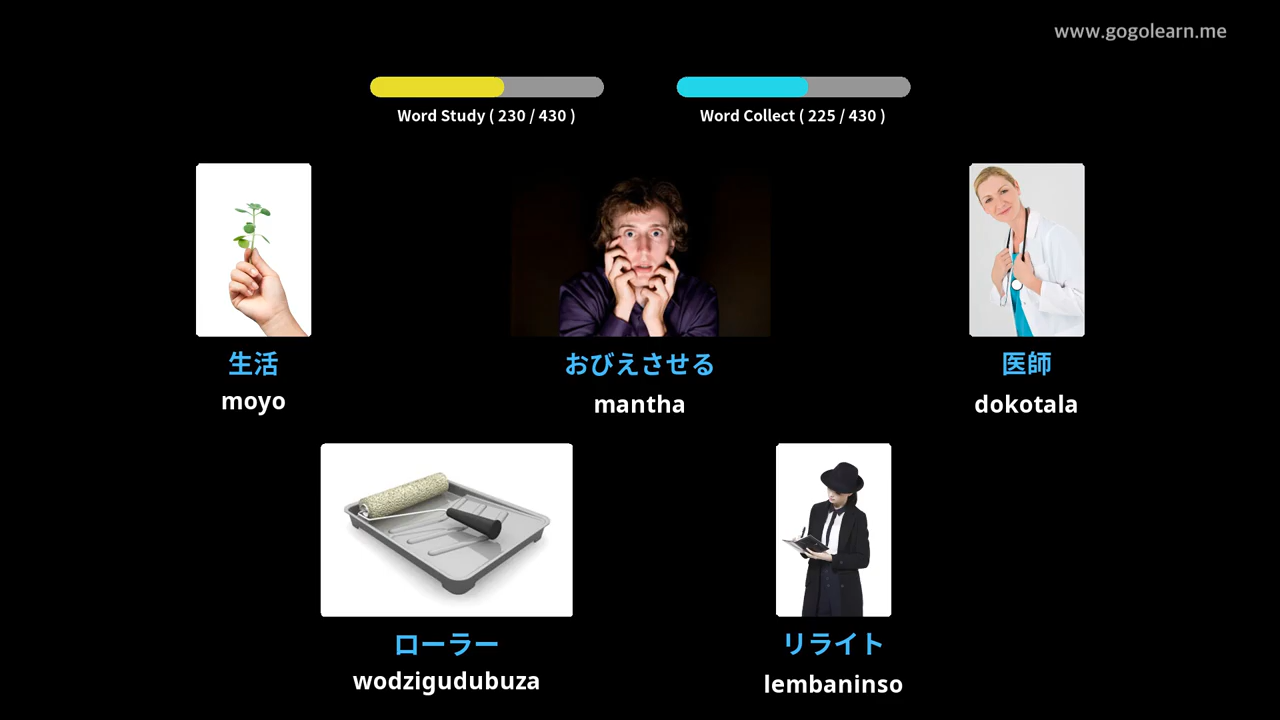 www.gogolearn.me
Word Study ( 230 / 430 )
Word Collect ( 225 / 430 )
生活
moyo
おびえさせる
mantha
医師
dokotala
ローラー
wodzigudubuza
リライト
lembaninso